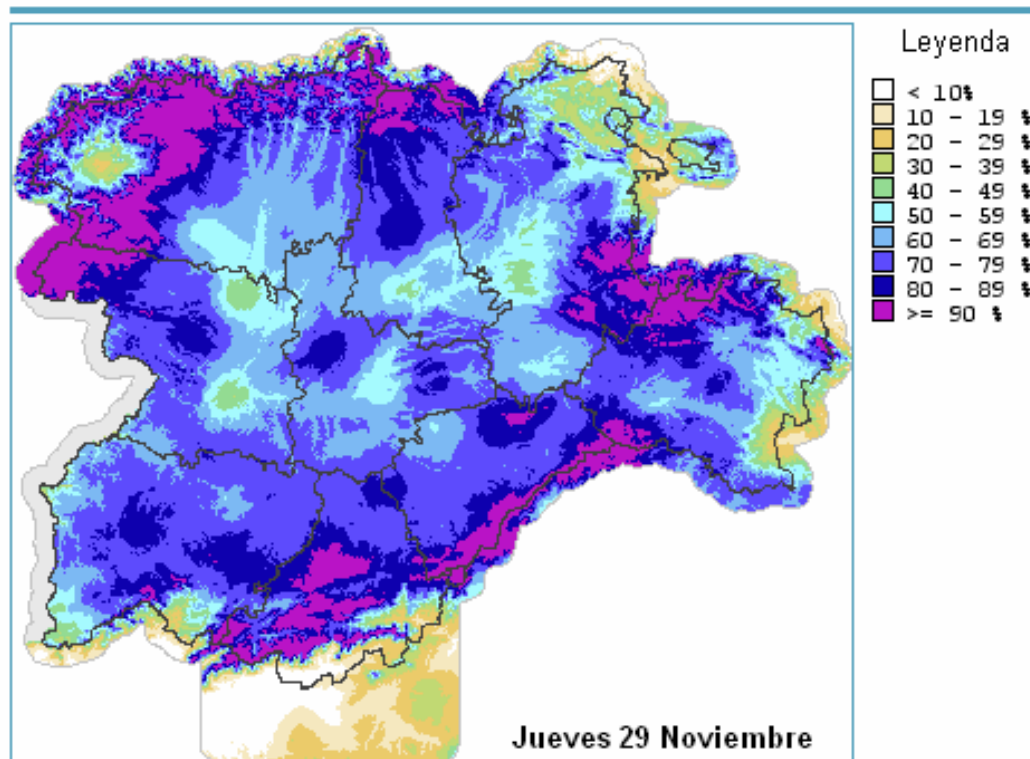 Leyenda
< 10%
10 - 19 %
20 - 29 %
30 - 39 %
40 - 49 %
50 - 59 %
60 - 69 %
70 - 79 %
80 - 89 %
>= 90 %
Jueves 29 Noviembre